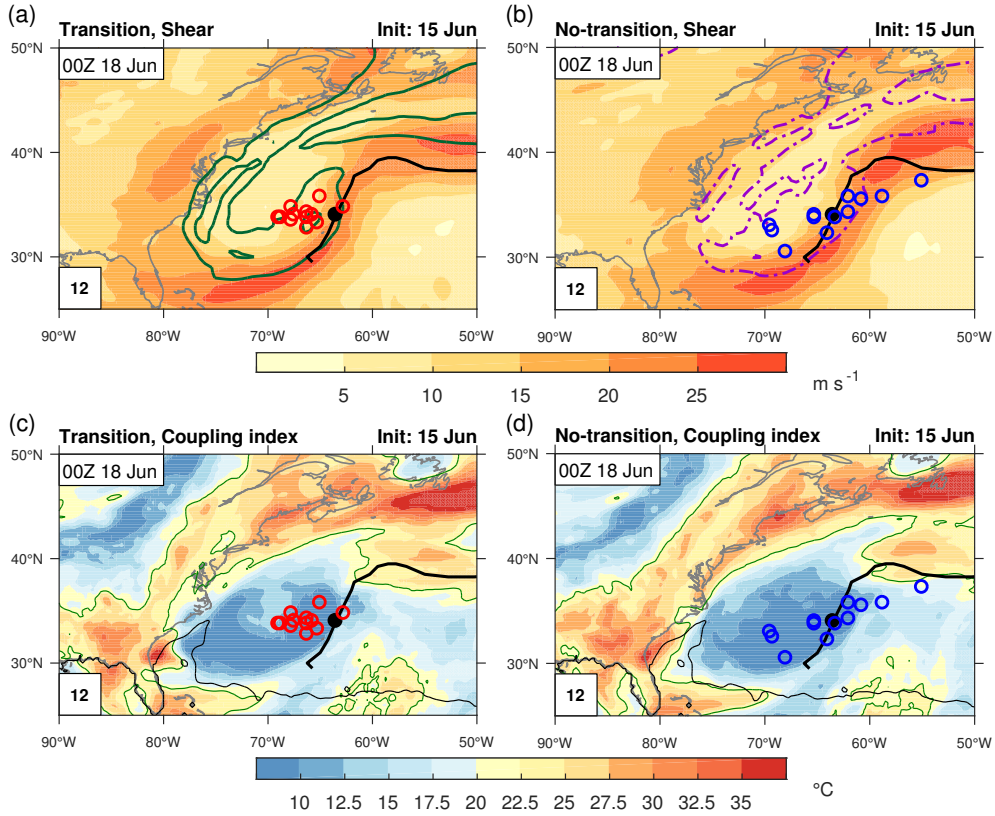 (a)
Transition, Shear Init: 15 Jun
50°N
00Z 18 Jun
40°N
30°N
12
90°W 80°W 70°W 60°W 50°W
(b)
No-transition, Shear Init: 15 Jun
50°N
00Z 18 Jun
40°N
30°N
12
90°W 80°W 70°W 60°W 50°W
5 10 15 20 25
m s⁻¹
(c)
Transition, Coupling index Init: 15 Jun
50°N
00Z 18 Jun
40°N
30°N
12
90°W 80°W 70°W 60°W 50°W
(d)
No-transition, Coupling index Init: 15 Jun
50°N
00Z 18 Jun
40°N
30°N
12
90°W 80°W 70°W 60°W 50°W
10 12.5 15 17.5 20 22.5 25 27.5 30 32.5 35
°C